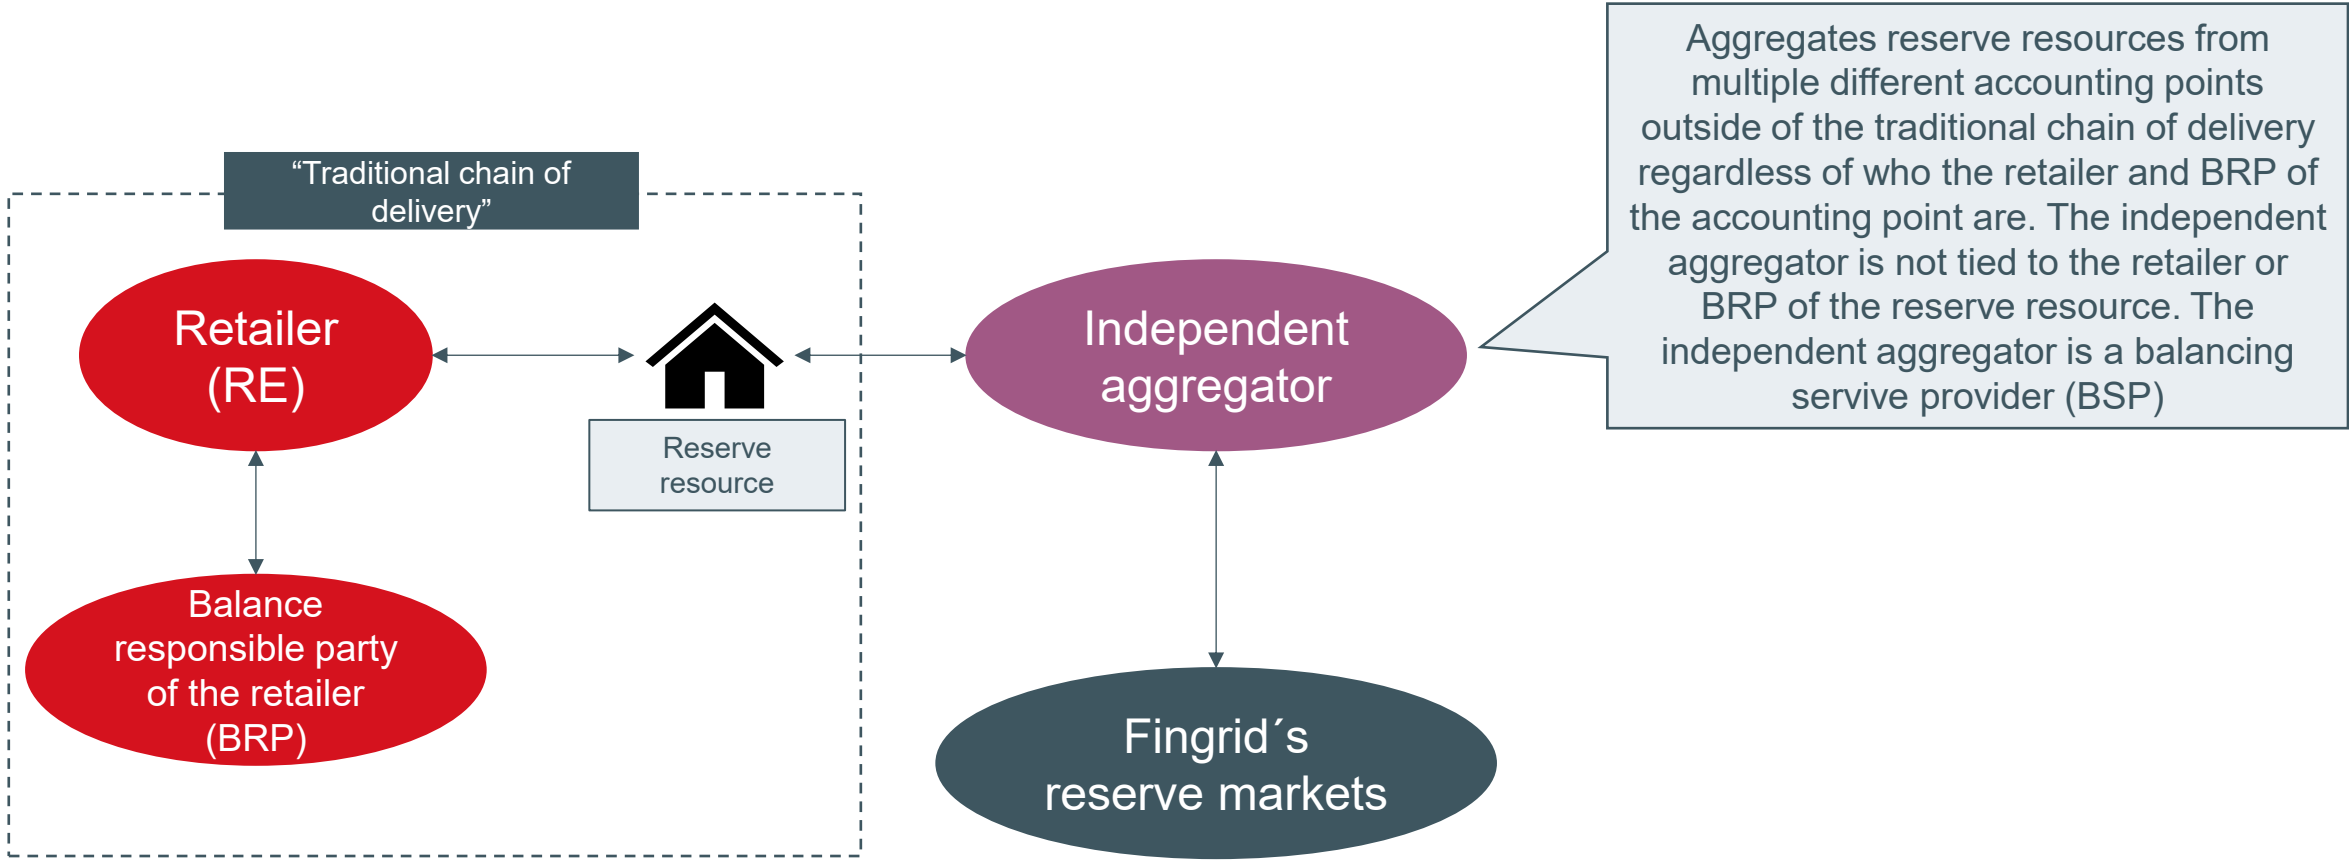 “Traditional chain of
delivery”
Retailer
(RE)
Reserve
resource
Balance
responsible party
of the retailer
(BRP)
Independent
aggregator
Fingrid´s
reserve markets
Aggregates reserve resources from
multiple different accounting points
outside of the traditional chain of delivery
regardless of who the retailer and BRP of
the accounting point are. The independent
aggregator is not tied to the retailer or
BRP of the reserve resource. The
independent aggregator is a balancing
servive provider (BSP)